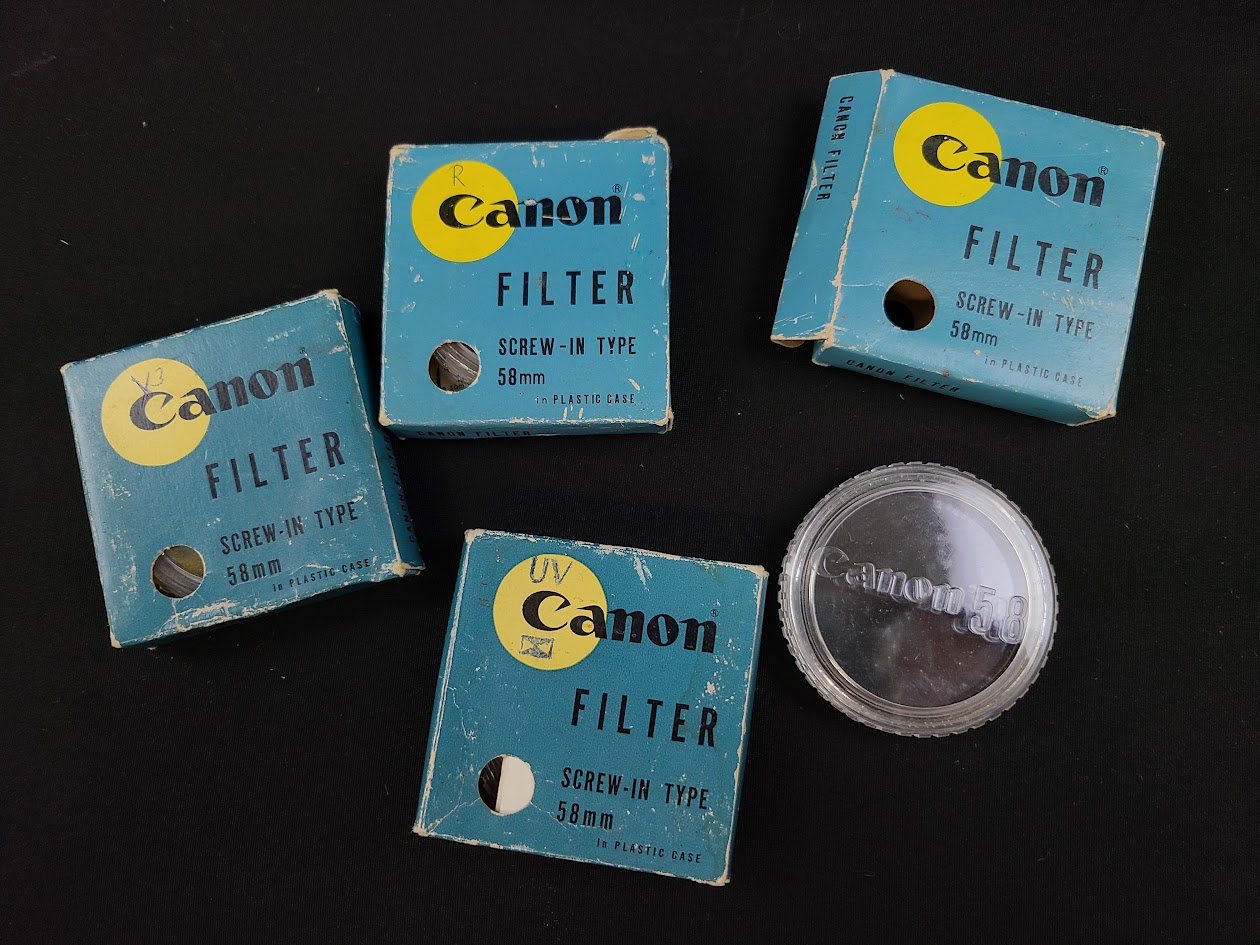 R
Canon®
FILTER
SCREW-IN TYPE
58mm
in PLASTIC CASE
CANON FILTER
CANON FILTER
Canon®
FILTER
SCREW-IN TYPE
58mm
in PLASTIC CASE
CANON FILTER
Y3
Canon®
FILTER
SCREW-IN TYPE
58mm
in PLASTIC CASE
CANON FILTER
UV
Canon®
FILTER
SCREW-IN TYPE
58mm
in PLASTIC CASE
Canon 58